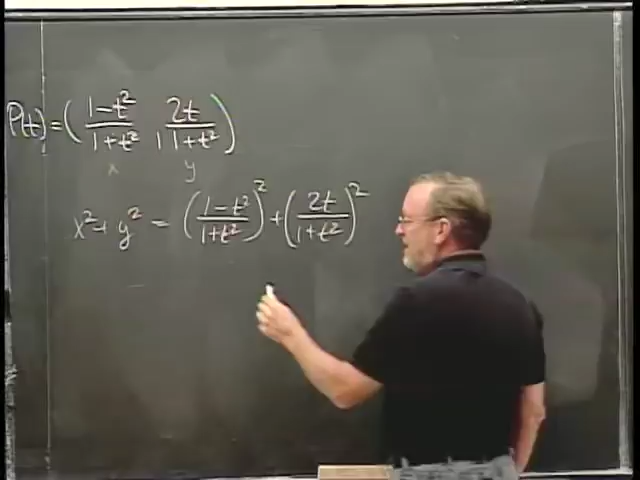 P(t) = ( (1-t²)/(1+t²) , (2t)/(1+t²) )
x y
x² + y² = ( (1-t²)/(1+t²) )² + ( (2t)/(1+t²) )²